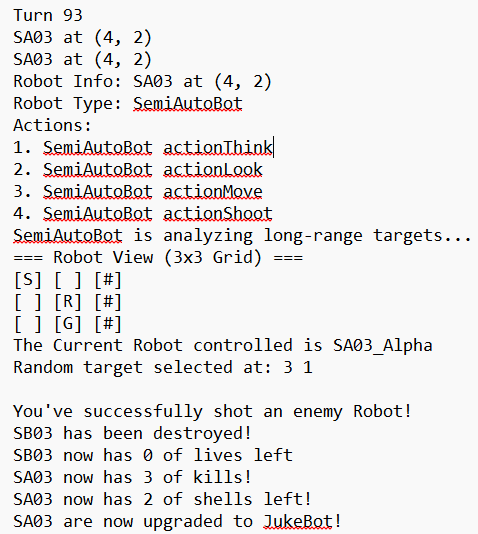 Turn 93
SA03 at (4, 2)
SA03 at (4, 2)
Robot Info: SA03 at (4, 2)
Robot Type: SemiAutoBot
Actions:
1. SemiAutoBot actionThink
2. SemiAutoBot actionLook
3. SemiAutoBot actionMove
4. SemiAutoBot actionShoot
SemiAutoBot is analyzing long-range targets...
=== Robot View (3x3 Grid) ===
[S] [ ] [#]
[ ] [R] [#]
[ ] [G] [#]
The Current Robot controlled is SA03_Alpha
Random target selected at: 3 1
You've successfully shot an enemy Robot!
SB03 has been destroyed!
SB03 now has 0 of lives left
SA03 now has 3 of kills!
SA03 now has 2 of shells left!
SA03 are now upgraded to JukeBot!